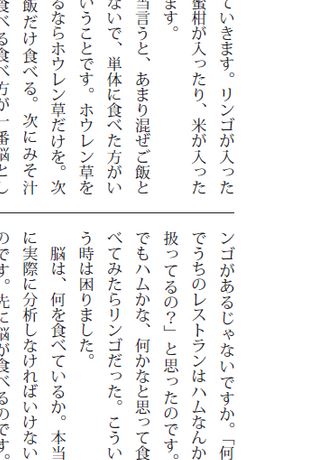 ていきます。リンゴが入った
蜜柑が入ったり、米が入った
ます。
当言うと、あまり混ぜご飯と
ないで、単体に食べた方がい
いうことです。ホウレン草を
るならホウレン草だけを。次
飯だけ食べる。次にみそ汁
食べる食べ方が一番脳とし
ンゴがあるじゃないですか。「何
でうちのレストランはハムなんか
扱ってるの？」と思ったのです。
でもハムかな、何かなと思って食
べてみたらリンゴだった。こうい
う時は困りました。
脳は、何を食べているか。本当
に実際に分析しなければいけない
のです。先に脳が食べるのです。